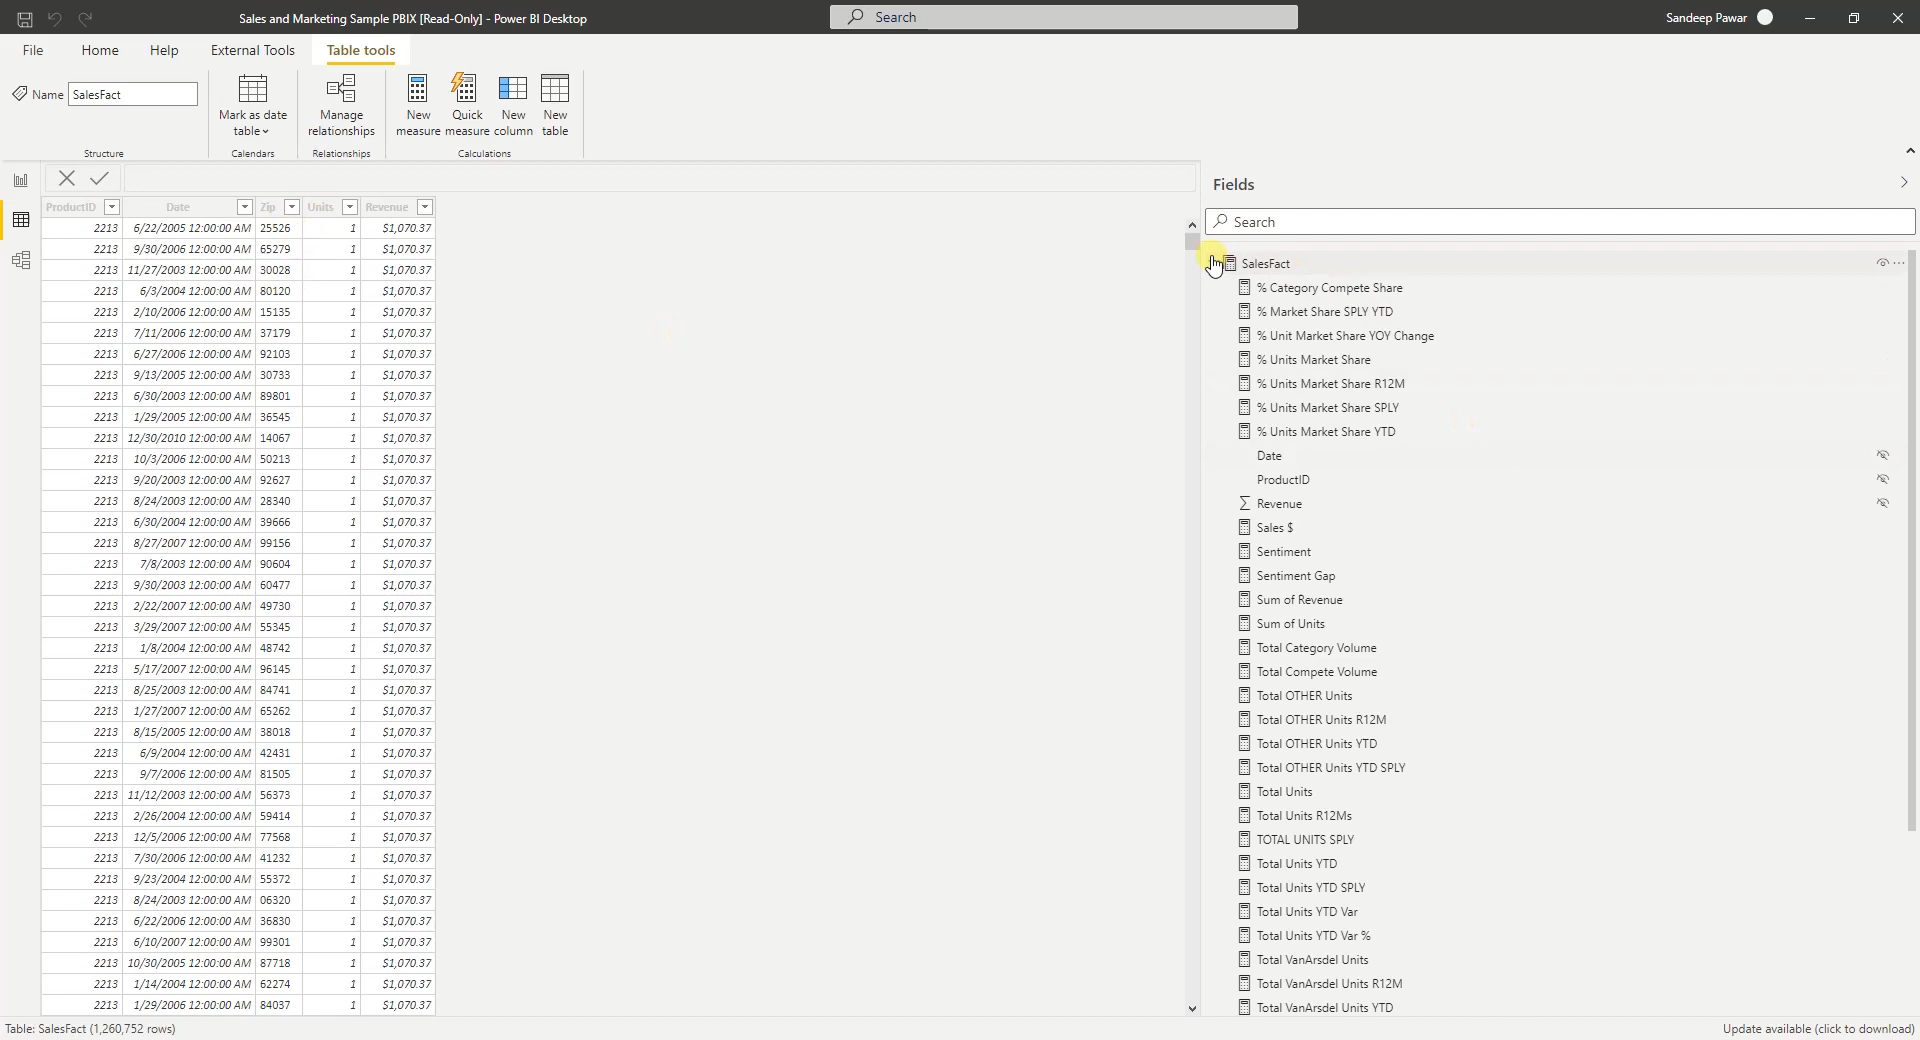 Sales and Marketing Sample PBIX [Read-Only] - Power BI Desktop
Search
Sandeep Pawar
File Home Help External Tools Table tools
Name SalesFact
Mark as date table
Manage relationships
New measure
Quick measure
New column
New table
Structure Calendars Relationships Calculations
ProductID Date Zip Units Revenue
2213 6/22/2005 12:00:00 AM 25526 1 $1,070.37
2213 9/30/2006 12:00:00 AM 65279 1 $1,070.37
2213 11/27/2003 12:00:00 AM 30028 1 $1,070.37
2213 6/3/2004 12:00:00 AM 80120 1 $1,070.37
2213 2/10/2006 12:00:00 AM 15135 1 $1,070.37
2213 7/11/2006 12:00:00 AM 37179 1 $1,070.37
2213 6/27/2006 12:00:00 AM 92103 1 $1,070.37
2213 9/13/2005 12:00:00 AM 30733 1 $1,070.37
2213 6/30/2003 12:00:00 AM 89801 1 $1,070.37
2213 1/29/2005 12:00:00 AM 36545 1 $1,070.37
2213 12/30/2010 12:00:00 AM 14067 1 $1,070.37
2213 10/3/2006 12:00:00 AM 50213 1 $1,070.37
2213 9/20/2003 12:00:00 AM 92627 1 $1,070.37
2213 8/24/2003 12:00:00 AM 28340 1 $1,070.37
2213 6/30/2004 12:00:00 AM 39666 1 $1,070.37
2213 8/27/2007 12:00:00 AM 99156 1 $1,070.37
2213 7/8/2003 12:00:00 AM 90604 1 $1,070.37
2213 9/30/2003 12:00:00 AM 60477 1 $1,070.37
2213 2/22/2007 12:00:00 AM 49730 1 $1,070.37
2213 3/29/2007 12:00:00 AM 55345 1 $1,070.37
2213 1/8/2004 12:00:00 AM 48742 1 $1,070.37
2213 5/17/2007 12:00:00 AM 96145 1 $1,070.37
2213 8/25/2003 12:00:00 AM 84741 1 $1,070.37
2213 1/27/2007 12:00:00 AM 65262 1 $1,070.37
2213 8/15/2005 12:00:00 AM 38018 1 $1,070.37
2213 6/9/2004 12:00:00 AM 42431 1 $1,070.37
2213 9/7/2006 12:00:00 AM 81505 1 $1,070.37
2213 11/12/2003 12:00:00 AM 56373 1 $1,070.37
2213 2/26/2004 12:00:00 AM 59414 1 $1,070.37
2213 12/5/2006 12:00:00 AM 77568 1 $1,070.37
2213 7/30/2006 12:00:00 AM 41232 1 $1,070.37
2213 9/23/2004 12:00:00 AM 55372 1 $1,070.37
2213 8/24/2003 12:00:00 AM 06320 1 $1,070.37
2213 6/22/2006 12:00:00 AM 36830 1 $1,070.37
2213 6/10/2007 12:00:00 AM 99301 1 $1,070.37
2213 10/30/2005 12:00:00 AM 87718 1 $1,070.37
2213 1/14/2004 12:00:00 AM 62274 1 $1,070.37
2213 1/29/2006 12:00:00 AM 84037 1 $1,070.37
Fields
Search
SalesFact
% Category Compete Share
% Market Share SPLY YTD
% Unit Market Share YOY Change
% Units Market Share
% Units Market Share R12M
% Units Market Share SPLY
% Units Market Share YTD
Date
ProductID
Revenue
Sales $
Sentiment
Sentiment Gap
Sum of Revenue
Sum of Units
Total Category Volume
Total Compete Volume
Total OTHER Units
Total OTHER Units R12M
Total OTHER Units YTD
Total OTHER Units YTD SPLY
Total Units
Total Units R12Ms
TOTAL UNITS SPLY
Total Units YTD
Total Units YTD SPLY
Total Units YTD Var
Total Units YTD Var %
Total VanArsdel Units
Total VanArsdel Units R12M
Total VanArsdel Units YTD
Table: SalesFact (1,260,752 rows)
Update available (click to download)